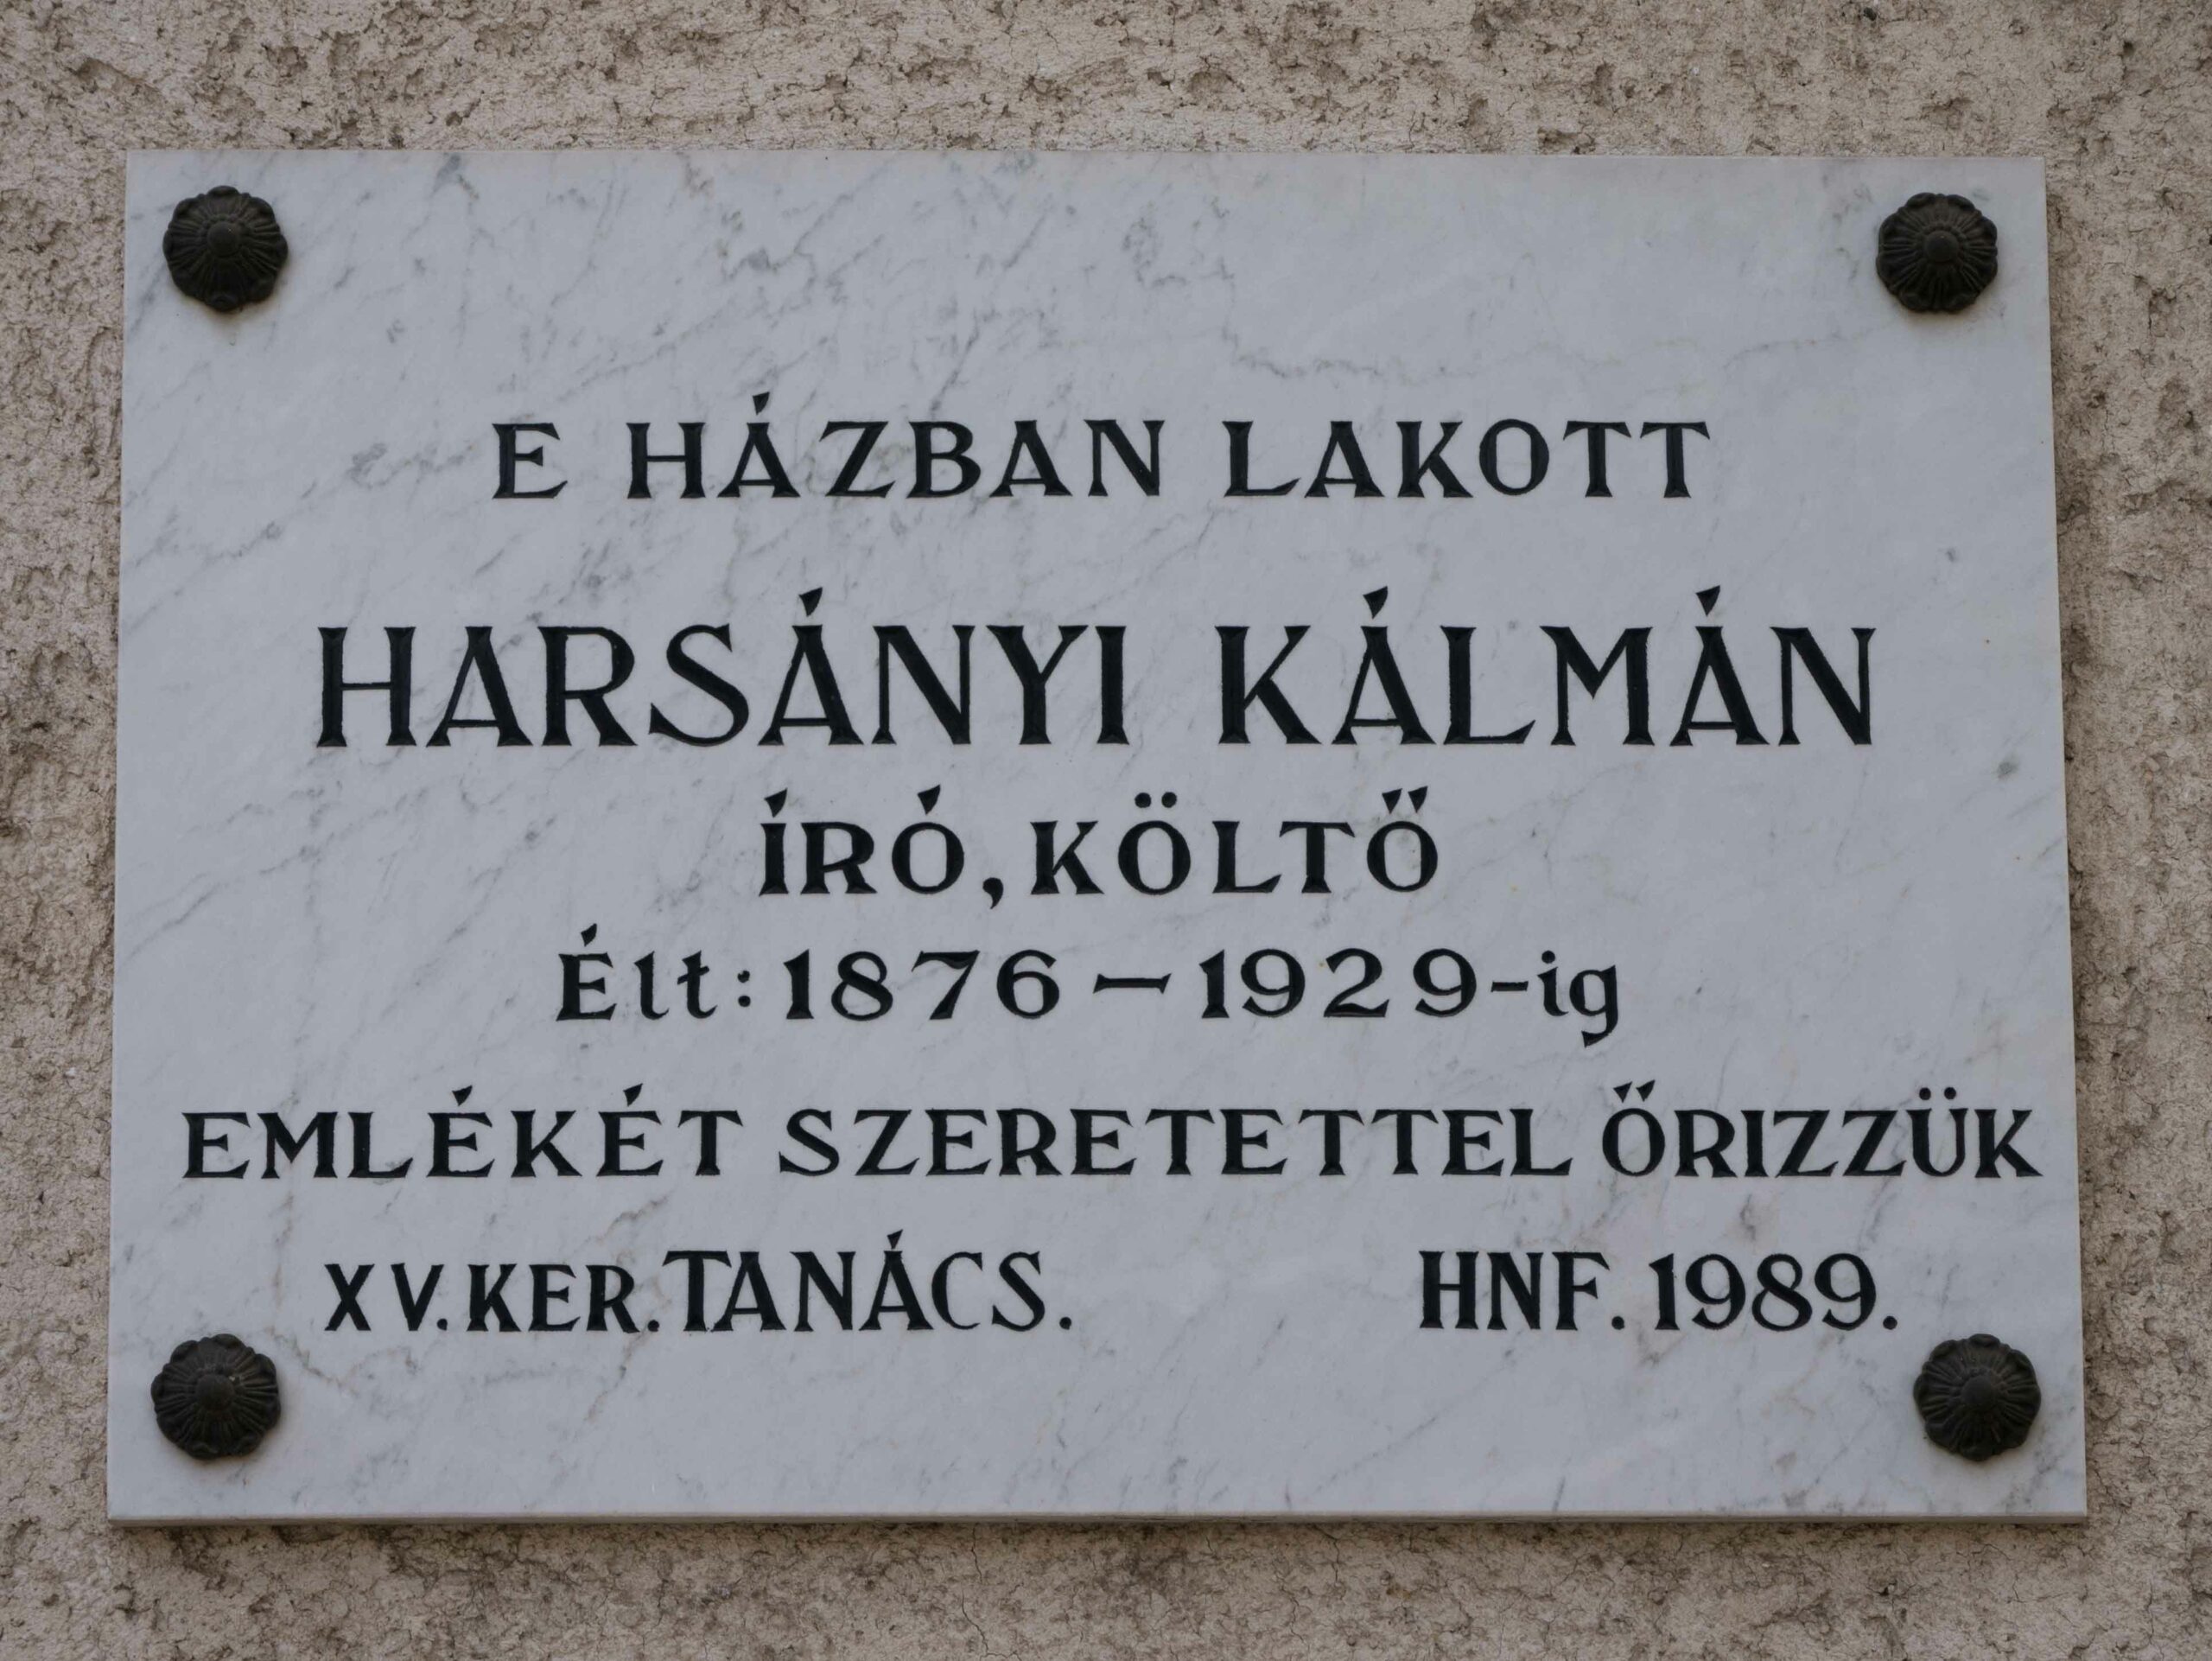 E HÁZBAN LAKOTT
HARSÁNYI KÁLMÁN
ÍRÓ, KÖLTŐ
Élt: 1876 – 1929-ig
EMLÉKÉT SZERETETTEL ŐRIZZÜK
XV. KER. TANÁCS. HNF. 1989.